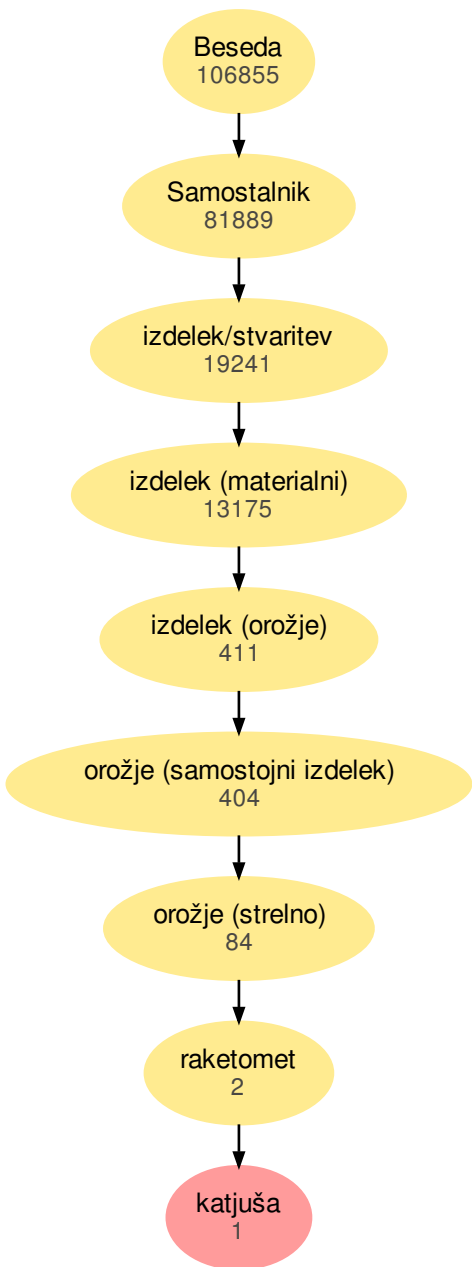 Beseda
106855
Samostalnik
81889
izdelek/stvaritev
19241
izdelek (materialni)
13175
izdelek (orožje)
411
orožje (samostojni izdelek)
404
orožje (strelno)
84
raketomet
2
katjuša
1